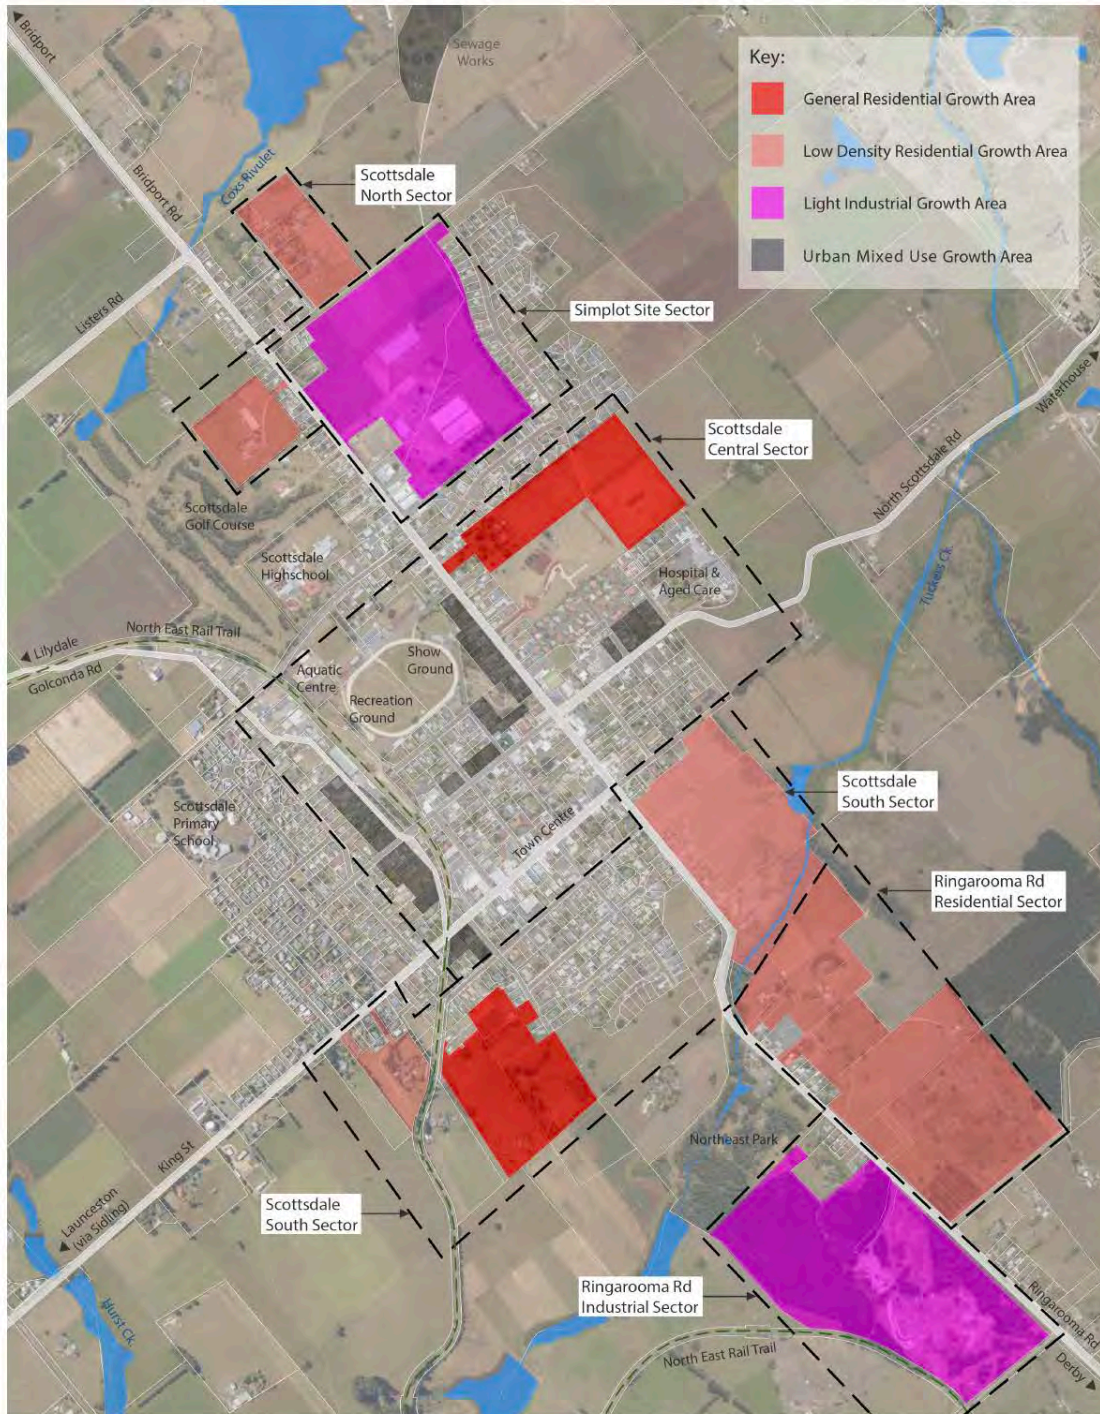 Bridport
Sewage
Works
Key:
General Residential Growth Area
Low Density Residential Growth Area
Light Industrial Growth Area
Urban Mixed Use Growth Area
Coxs Rivulet
Scottsdale
North Sector
Bridport Rd
Listers Rd
Simplot Site Sector
Waterhouse
Scottsdale
Central Sector
North Scottsdale Rd
Scottsdale
Golf Course
Scottsdale
Highschool
Hospital &
Aged Care
Tuckers Ck.
North East Rail Trail
Lilydale
Golconda Rd
Show
Ground
Aquatic
Centre
Recreation
Ground
Scottsdale
South Sector
Scottsdale
Primary
School
Town Centre
Ringarooma Rd
Residential Sector
Northeast Park
King St
Launceston
(via Sidling)
Scottsdale
South Sector
Ringarooma Rd
Industrial Sector
Hurst Ck.
North East Rail Trail
Ringarooma Rd
Derby